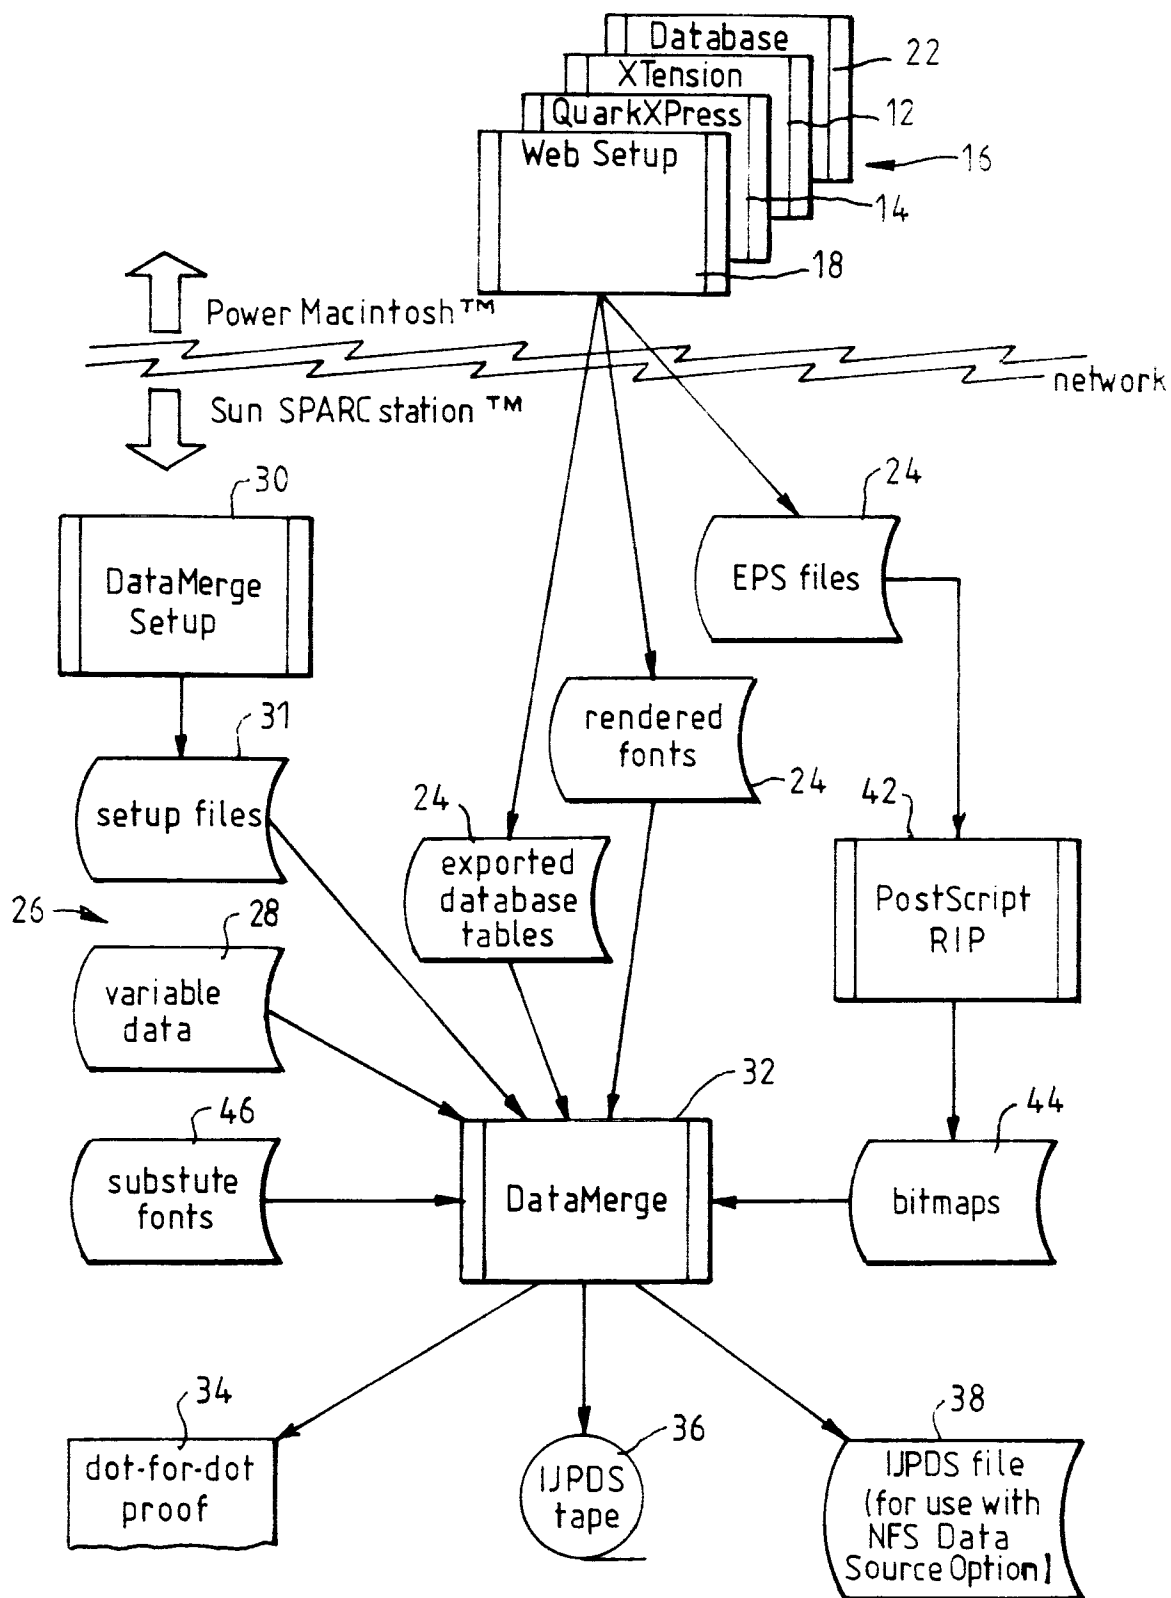 Database
22
XTension
QuarkXPress
12
Web Setup
16
14
18
Power Macintosh™
network
Sun SPARCstation ™
30
24
DataMerge
Setup
EPS files
31
rendered
fonts
24
42
setup files
24
exported
database
tables
PostScript
RIP
26
28
variable
data
32
46
44
substute
fonts
DataMerge
bitmaps
34
36
38
dot-for-dot
proof
IJPDS
tape
IJPDS file
(for use with
NFS Data
Source Option)